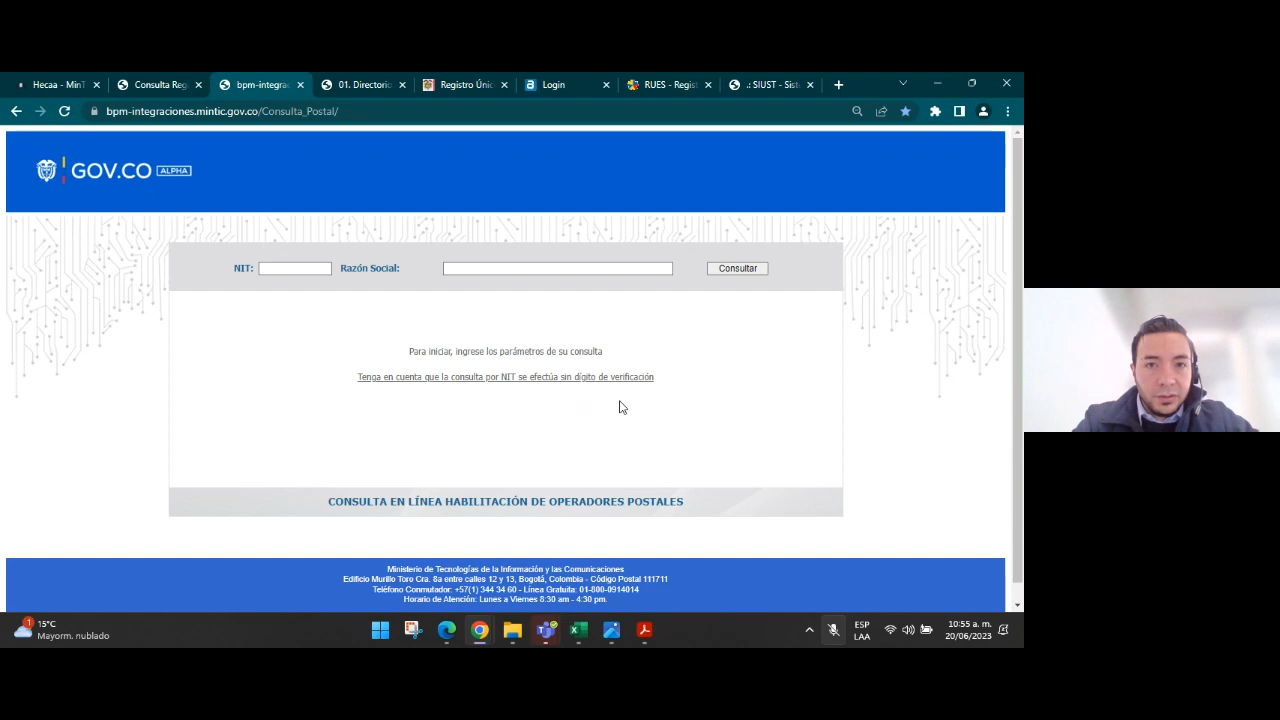 Hecaa - MinT
Consulta Reg
bpm-integrac
01. Directorio
Registro Únic
Login
RUES - Regist
.: SIUST - Sist
bpm-integraciones.mintic.gov.co/Consulta_Postal/
GOV.CO ALPHA
NIT: Razón Social: Consultar
Para iniciar, ingrese los parámetros de su consulta
Tenga en cuenta que la consulta por NIT se efectúa sin dígito de verificación
CONSULTA EN LÍNEA HABILITACIÓN DE OPERADORES POSTALES
Ministerio de Tecnologías de la Información y las Comunicaciones
Edificio Murillo Toro Cra. 8a entre calles 12 y 13, Bogotá, Colombia - Código Postal 111711
Teléfono Conmutador: +57(1) 344 34 60 - Línea Gratuita: 01-800-0914014
Horario de Atención: Lunes a Viernes 8:30 am - 4:30 pm.
1
15°C
Mayorm. nublado
ESP
LAA
10:55 a. m.
20/06/2023